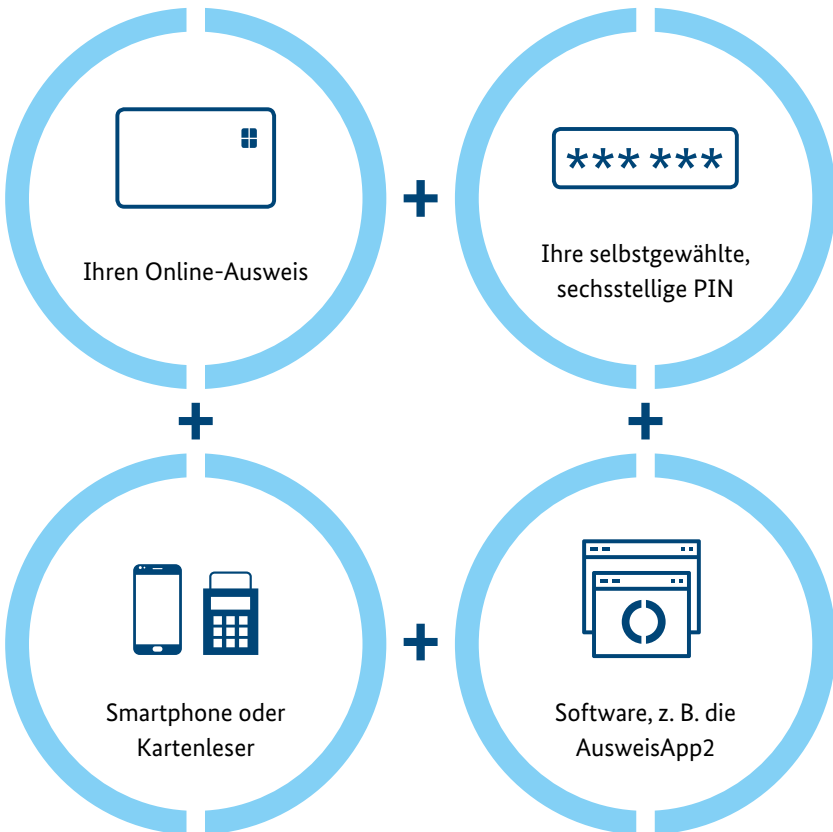 *** ***
Ihren Online-Ausweis
Ihre selbstgewählte,
sechsstellige PIN
Smartphone oder
Kartenleser
Software, z. B. die
AusweisApp2